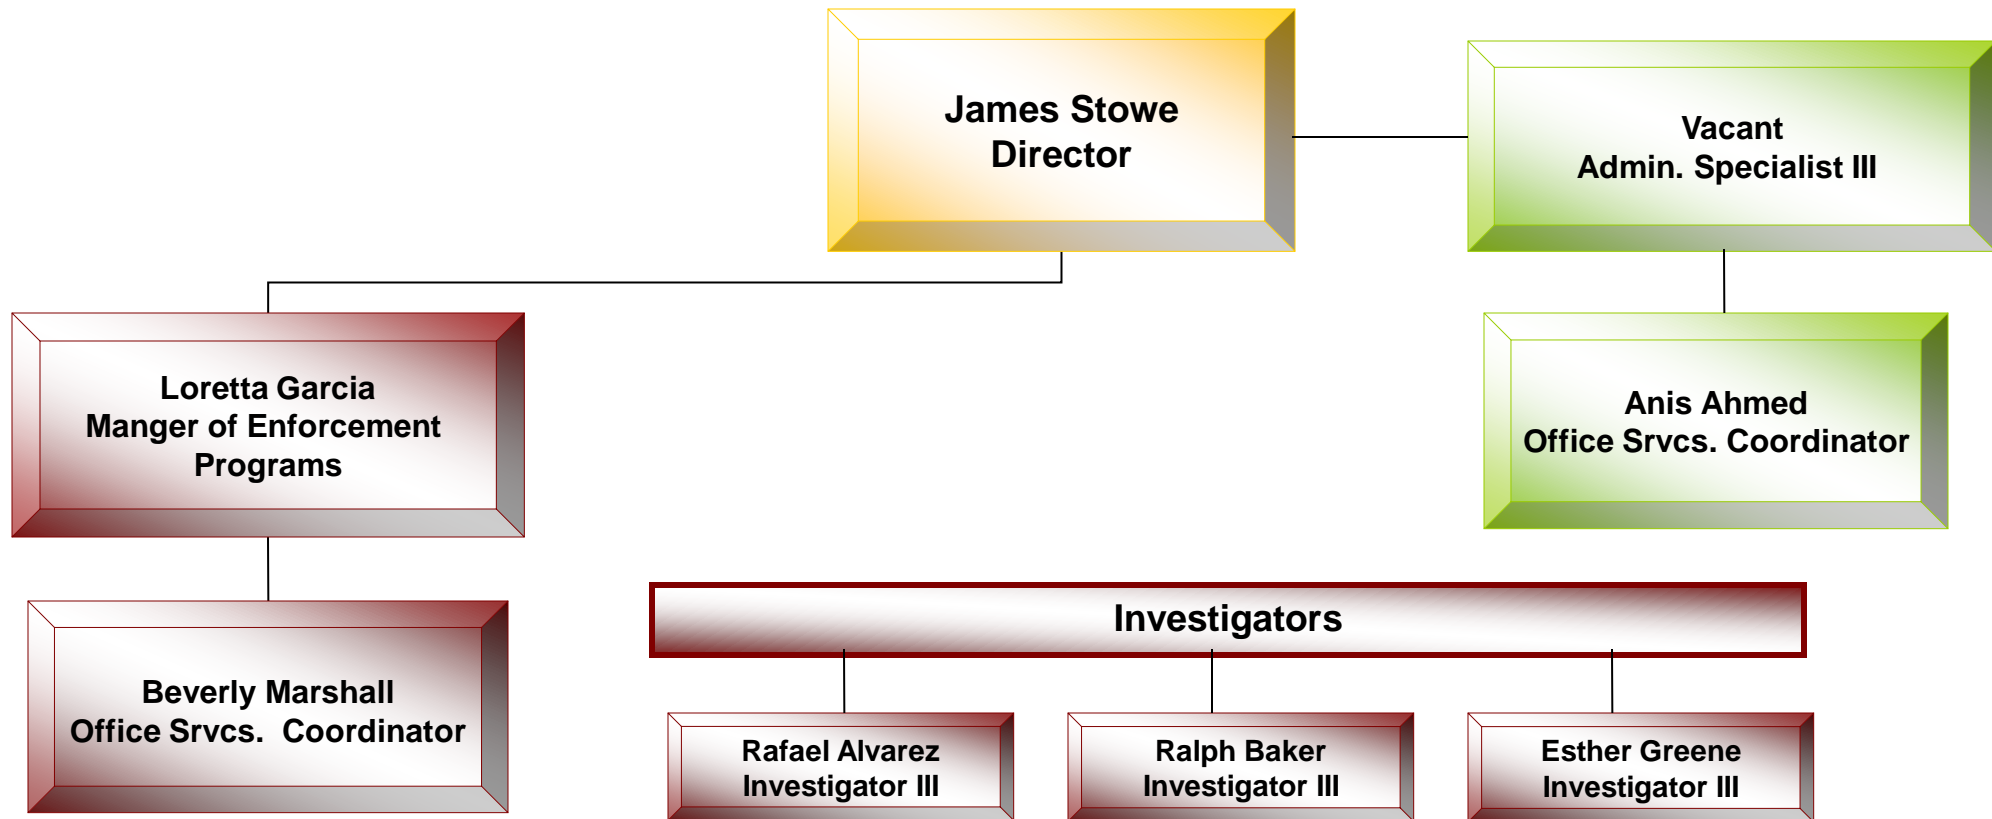 James Stowe
Director
Vacant
Admin. Specialist III
Loretta Garcia
Manger of Enforcement
Programs
Anis Ahmed
Office Srvcs. Coordinator
Beverly Marshall
Office Srvcs.  Coordinator
Investigators
Rafael Alvarez
Investigator III
Ralph Baker
Investigator III
Esther Greene
Investigator III